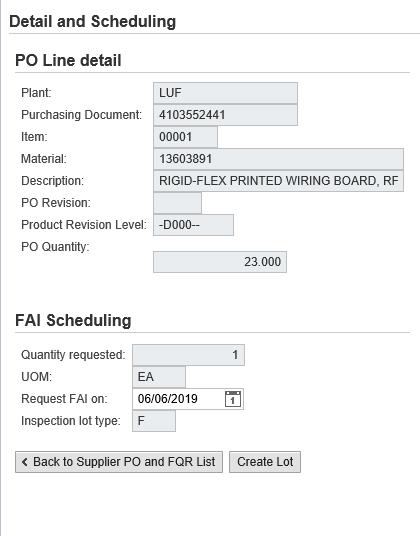 Detail and Scheduling
PO Line detail
Plant: LUF
Purchasing Document: 4103552441
Item: 00001
Material: 13603891
Description: RIGID-FLEX PRINTED WIRING BOARD, RF
PO Revision:
Product Revision Level: -D000--
PO Quantity:
23.000
FAI Scheduling
Quantity requested: 1
UOM: EA
Request FAI on: 06/06/2019 1
Inspection lot type: F
< Back to Supplier PO and FQR List Create Lot